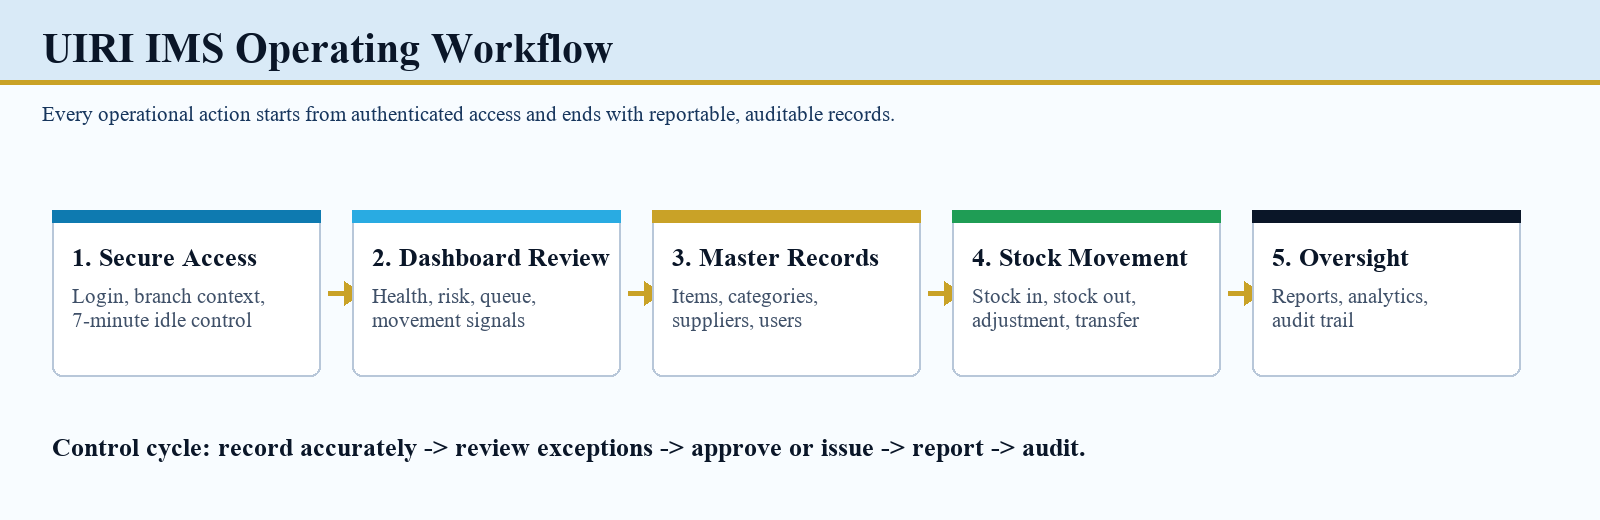 UIRI IMS Operating Workflow
Every operational action starts from authenticated access and ends with reportable, auditable records.
1. Secure Access
Login, branch context,
7-minute idle control
2. Dashboard Review
Health, risk, queue,
movement signals
3. Master Records
Items, categories,
suppliers, users
4. Stock Movement
Stock in, stock out,
adjustment, transfer
5. Oversight
Reports, analytics,
audit trail
Control cycle: record accurately -> review exceptions -> approve or issue -> report -> audit.